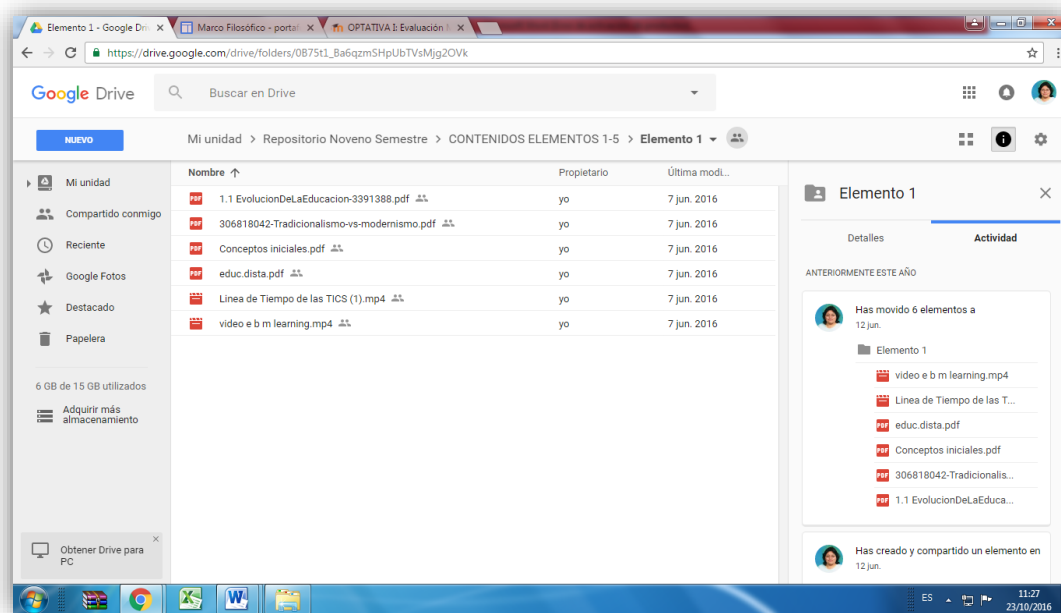 Elemento 1 - Google Dri
Marco Filosófico - portal
OPTATIVA I: Evaluación
https://drive.google.com/drive/folders/0B75t1_Ba6qzmSHpUbTVsMjg2OVk
Google Drive
Buscar en Drive
NUEVO
Mi unidad > Repositorio Noveno Semestre > CONTENIDOS ELEMENTOS 1-5 > Elemento 1
Mi unidad
Compartido conmigo
Reciente
Google Fotos
Destacado
Papelera
6 GB de 15 GB utilizados
Adquirir más
almacenamiento
Obtener Drive para
PC
Nombre Propietario Última modi...
PDF 1.1 EvolucionDeLaEducacion-3391388.pdf yo 7 jun. 2016
PDF 306818042-Tradicionalismo-vs-modernismo.pdf yo 7 jun. 2016
PDF Conceptos iniciales.pdf yo 7 jun. 2016
PDF educ.dista.pdf yo 7 jun. 2016
Linea de Tiempo de las TICS (1).mp4 yo 7 jun. 2016
video e b m learning.mp4 yo 7 jun. 2016
Elemento 1
Detalles Actividad
ANTERIORMENTE ESTE AÑO
Has movido 6 elementos a
12 jun.
Elemento 1
video e b m learning.mp4
Linea de Tiempo de las T...
PDF educ.dista.pdf
PDF Conceptos iniciales.pdf
PDF 306818042-Tradicionalis...
PDF 1.1 EvolucionDeLaEduca...
Has creado y compartido un elemento en
12 jun.
ES
11:27
23/10/2016